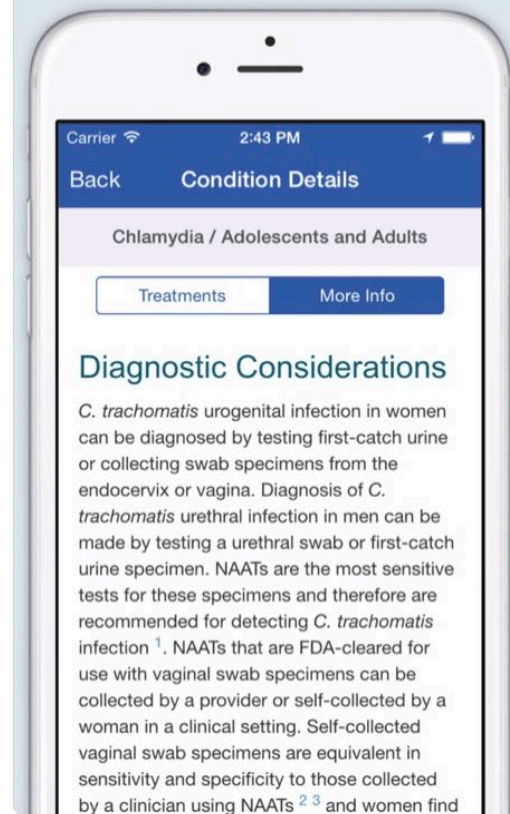 Carrier 2:43 PM
Back Condition Details
Chlamydia / Adolescents and Adults
Treatments More Info
Diagnostic Considerations
C. trachomatis urogenital infection in women
can be diagnosed by testing first-catch urine
or collecting swab specimens from the
endocervix or vagina. Diagnosis of C.
trachomatis urethral infection in men can be
made by testing a urethral swab or first-catch
urine specimen. NAATs are the most sensitive
tests for these specimens and therefore are
recommended for detecting C. trachomatis
infection 1. NAATs that are FDA-cleared for
use with vaginal swab specimens can be
collected by a provider or self-collected by a
woman in a clinical setting. Self-collected
vaginal swab specimens are equivalent in
sensitivity and specificity to those collected
by a clinician using NAATs 2 3 and women find